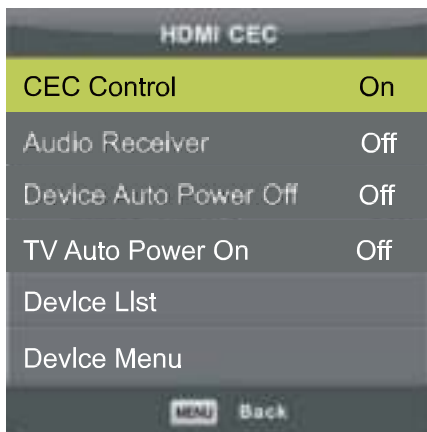 HDMI CEC
CEC Control On
Audio Receiver Off
Device Auto Power Off Off
TV Auto Power On Off
Device List
Device Menu
MENU Back